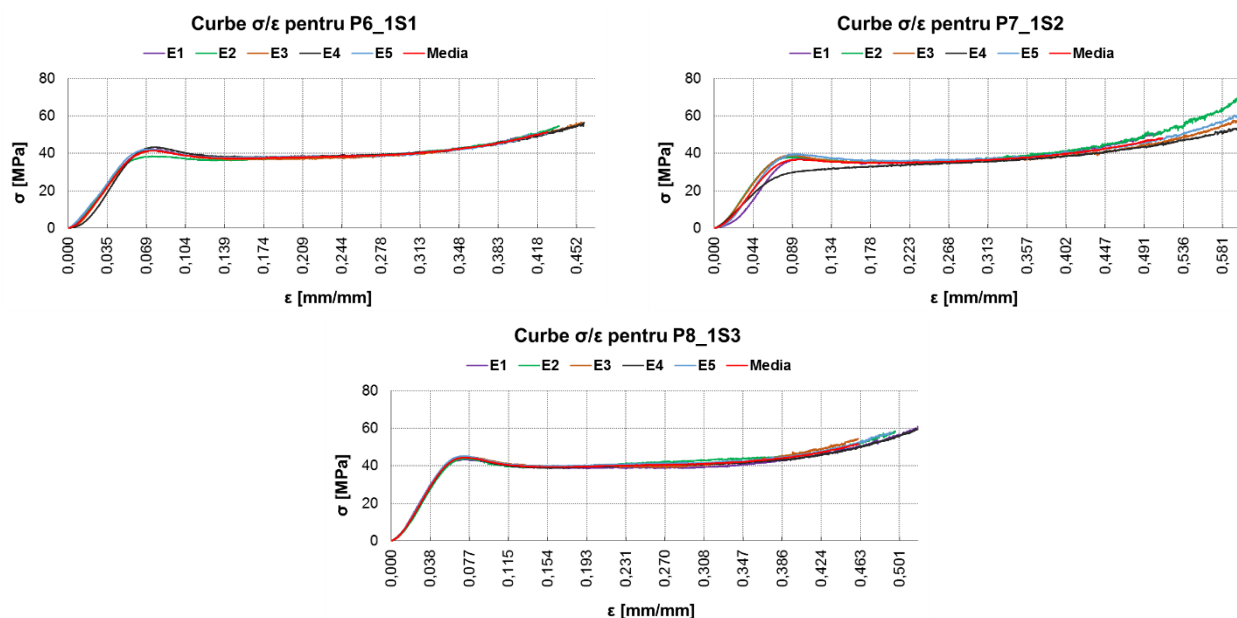 Curbe σ/ε pentru P6_1S1
E1 E2 E3 E4 E5 Media
80
60
40
20
0
σ [MPa]
0,000 0,035 0,069 0,104 0,139 0,174 0,209 0,244 0,278 0,313 0,348 0,383 0,418 0,452
ε [mm/mm]
Curbe σ/ε pentru P7_1S2
E1 E2 E3 E4 E5 Media
80
60
40
20
0
σ [MPa]
0,000 0,044 0,089 0,134 0,178 0,223 0,268 0,313 0,357 0,402 0,447 0,491 0,536 0,581
ε [mm/mm]
Curbe σ/ε pentru P8_1S3
E1 E2 E3 E4 E5 Media
80
60
40
20
0
σ [MPa]
0,000 0,038 0,077 0,115 0,154 0,193 0,231 0,270 0,308 0,347 0,386 0,424 0,463 0,501
ε [mm/mm]